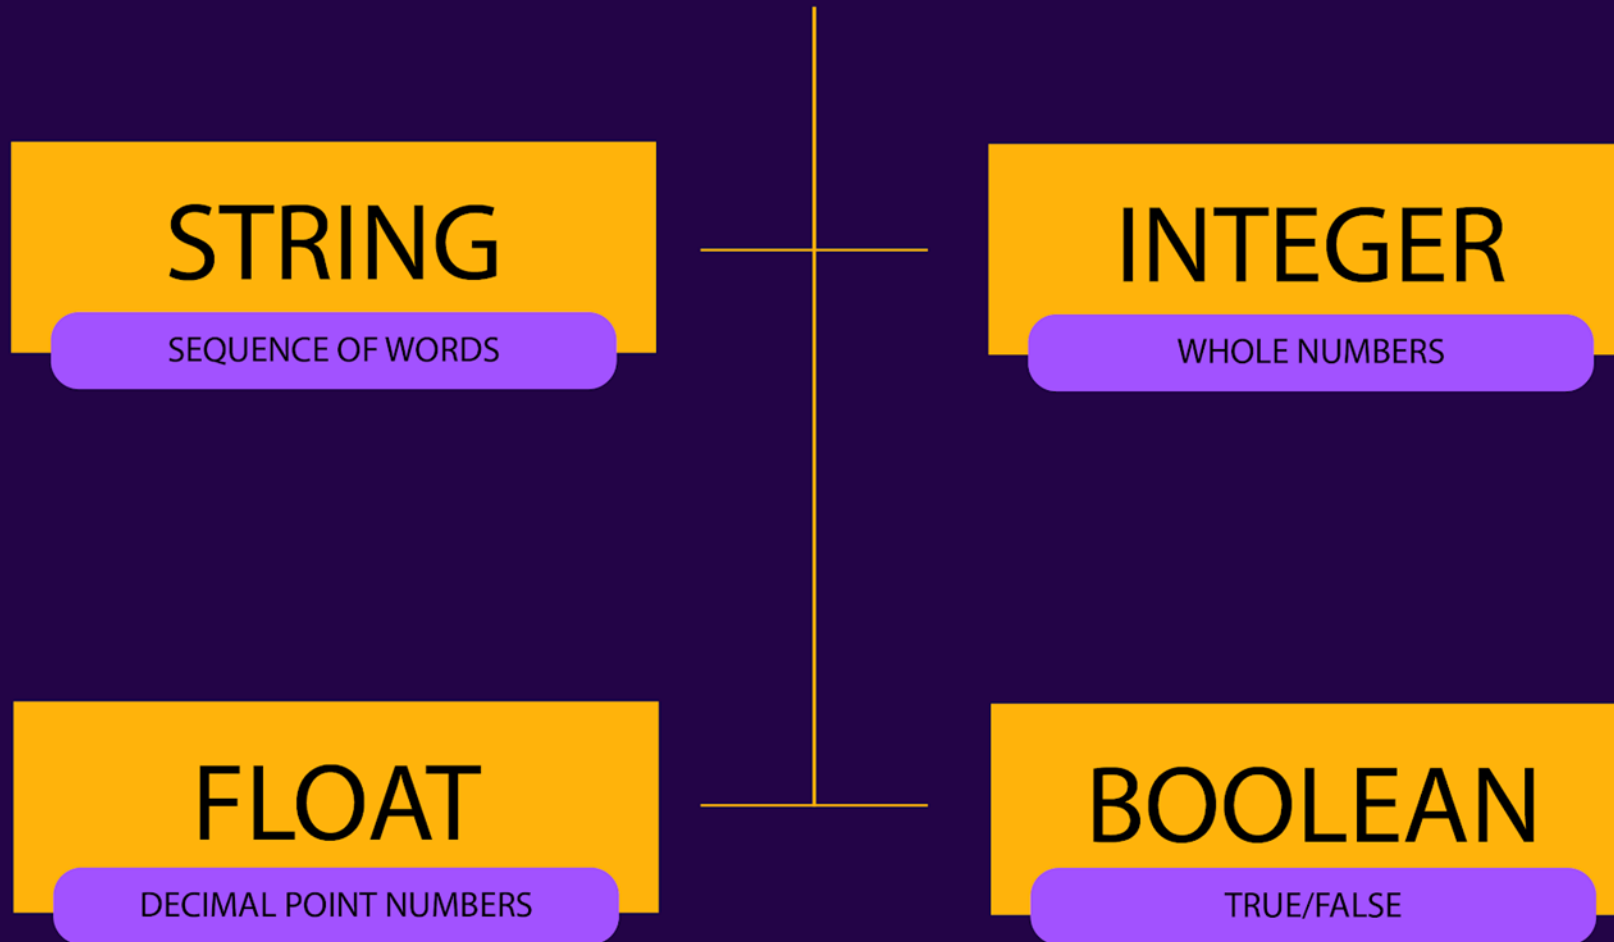 STRING
SEQUENCE OF WORDS
INTEGER
WHOLE NUMBERS
FLOAT
DECIMAL POINT NUMBERS
BOOLEAN
TRUE/FALSE